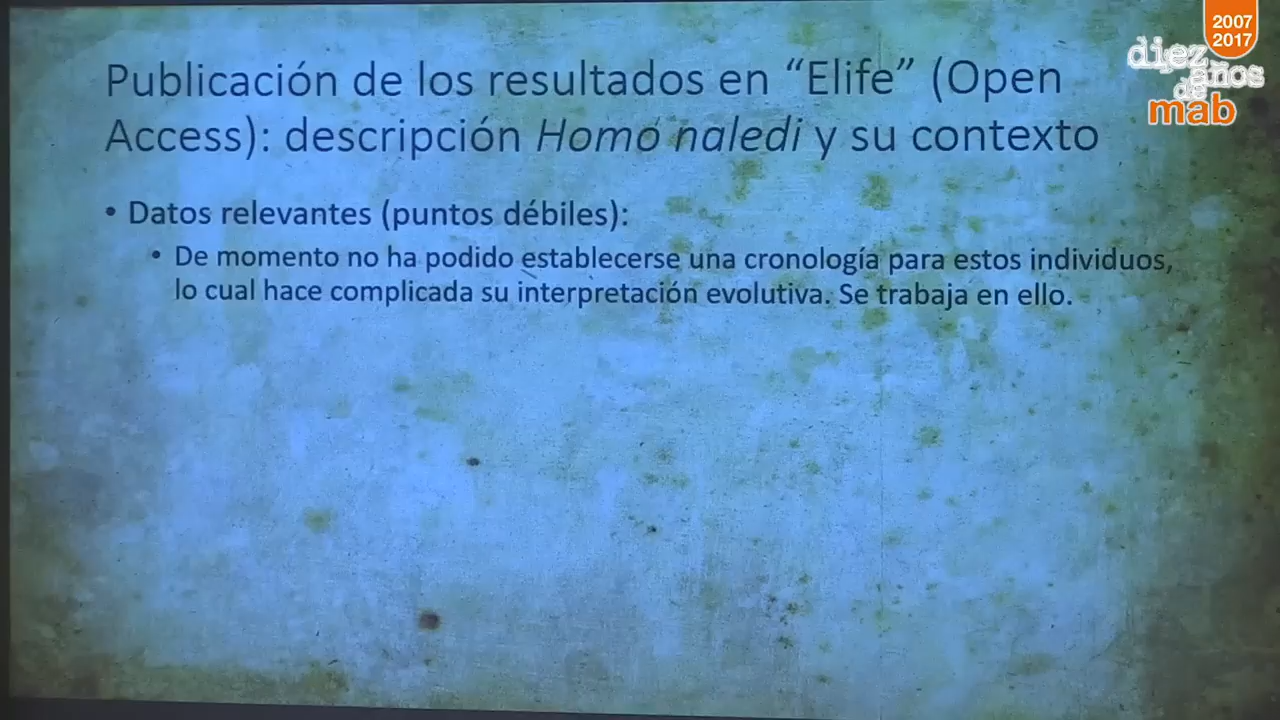 2007
2017
diez
años
de
mab
Publicación de los resultados en “Elife” (Open
Access): descripción Homo naledi y su contexto
• Datos relevantes (puntos débiles):
• De momento no ha podido establecerse una cronología para estos individuos,
lo cual hace complicada su interpretación evolutiva. Se trabaja en ello.